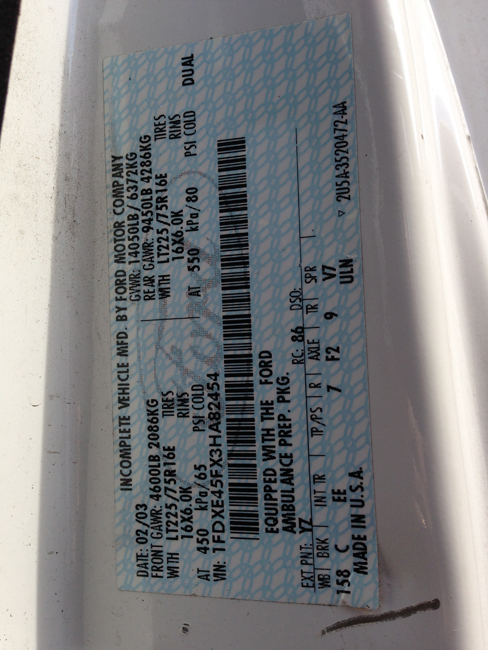 INCOMPLETE VEHICLE MFD. BY FORD MOTOR COMPANY
DATE: 02/03 GVWR: 14050LB / 6372KG
FRONT GAWR: 4600LB 2086KG REAR GAWR: 9450LB 4286KG
WITH LT225/75R16E TIRES WITH LT225/75R16E TIRES
16X6.0K RIMS 16X6.0K RIMS
AT 450 kPa/65 PSI COLD AT 550 kPa/80 PSI COLD DUAL
VIN: 1FDXE45FX3HA82454
EQUIPPED WITH THE FORD
AMBULANCE PREP. PKG.
EXT PNT: YZ RC: 86 DSO:
WB BRK INT TR TP/PS R AXLE TR SPR
158 C EE 7 F2 9 V7
MADE IN U.S.A. ULN ▿ 2U5A-3520472-AA